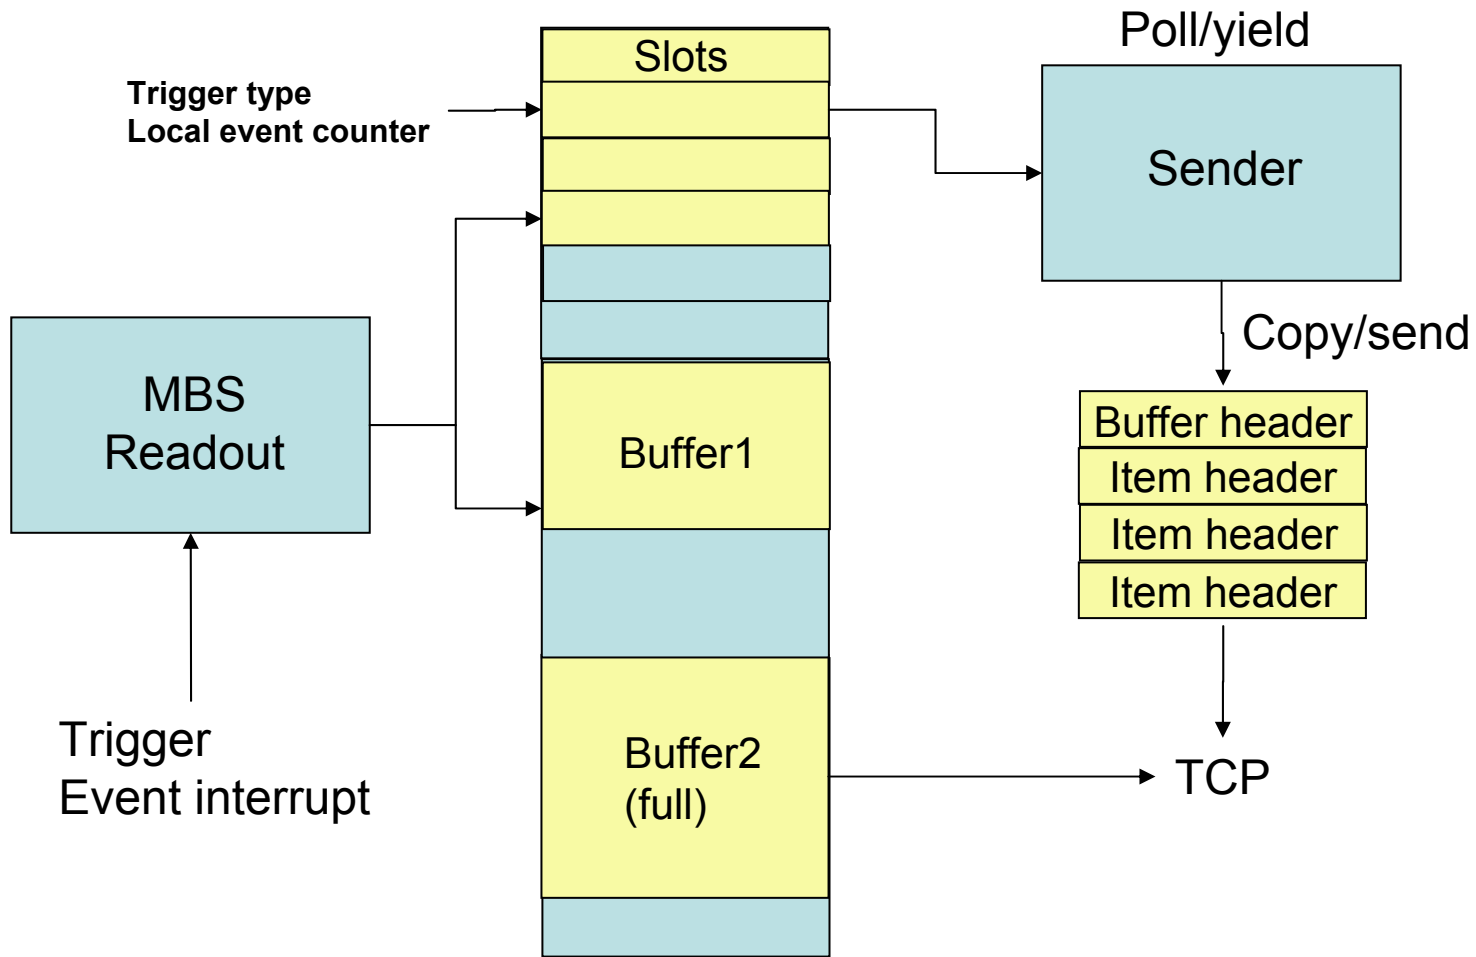 Poll/yield
Slots
Trigger type
Local event counter
Sender
Copy/send
MBS
Readout
Buffer1
Buffer header
Item header
Item header
Item header
Trigger
Event interrupt
Buffer2
(full)
TCP